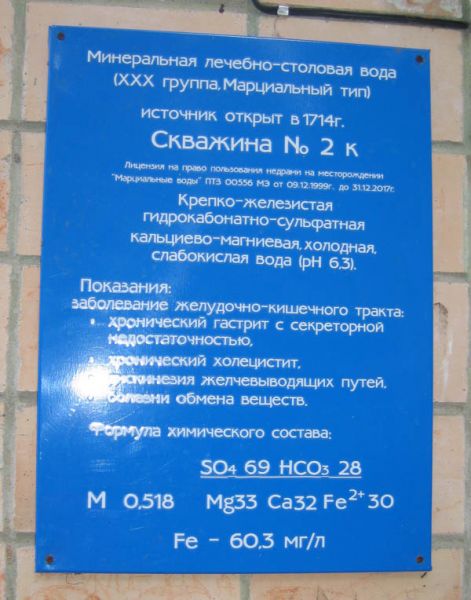 Минеральная лечебно-столовая вода
(XXX группа, Марциальный тип)
источник открыт в 1714г.
Скважина № 2 к
Лицензия на право пользования недрами на месторождении
"Марциальные воды" ПТЗ 00556 МЭ от 09.12.1999г. до 31.12.2017г.
Крепко-железистая
гидрокабонатно-сульфатная
кальциево-магниевая, холодная,
слабокислая вода (рН 6,3).
Показания:
заболевание желудочно-кишечного тракта:
• хронический гастрит с секреторной
недостаточностью,
• хронический холецистит,
• дискинезия желчевыводящих путей.
• болезни обмена веществ.
Формула химического состава:
SO4 69 HCO3 28
М 0,518 Mg33 Ca32 Fe2+30
Fe - 60,3 мг/л